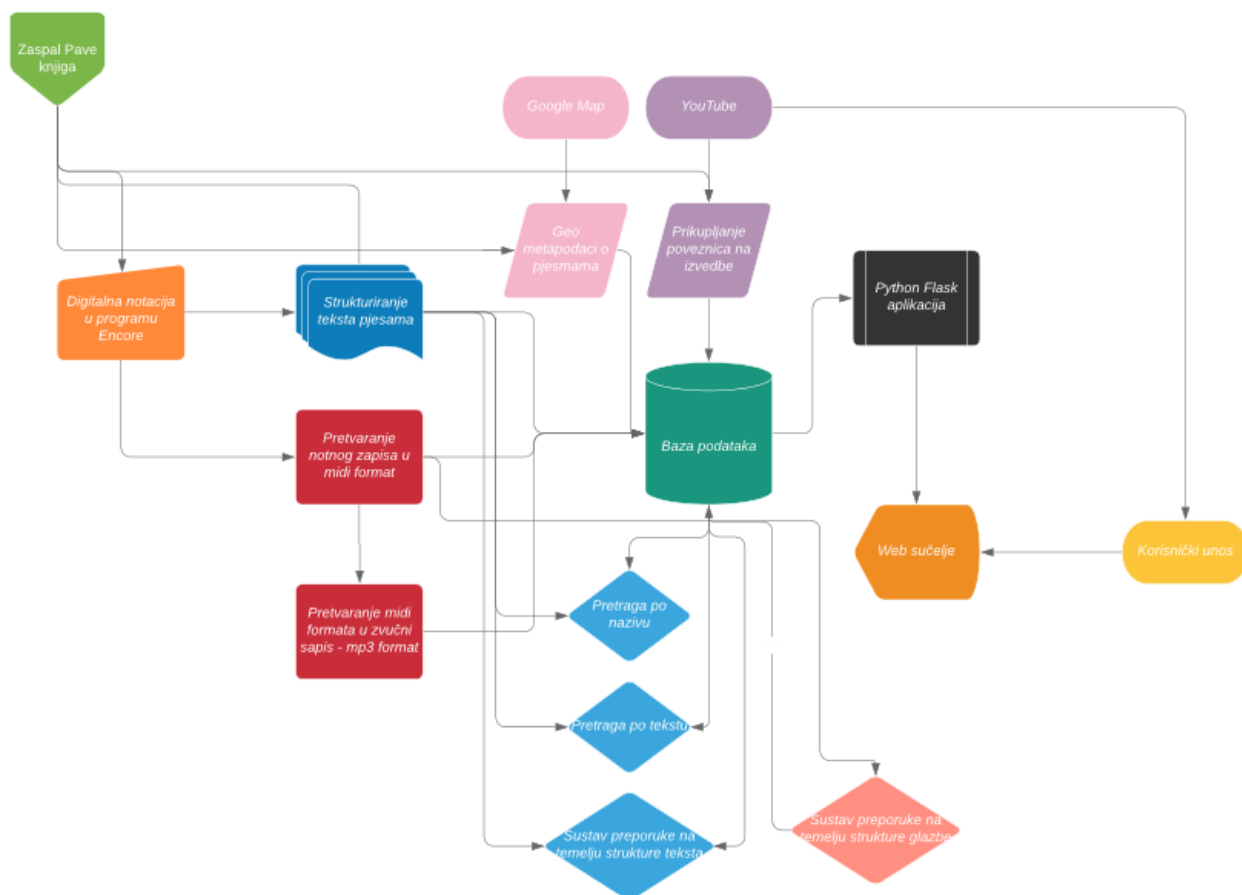 Zaspal Pave
knjiga
Google Map
YouTube
Geo
metapodaci o
pjesmama
Prikupljanje
poveznica na
izvedbe
Digitalna notacija
u programu
Encore
Strukturiranje
teksta pjesama
Python Flask
aplikacija
Pretvaranje
notnog zapisa u
midi format
Baza podataka
Web sučelje
Korisnički unos
Pretvaranje midi
formata u zvučni
sapis - mp3 format
Pretraga po
nazivu
Pretraga po tekstu
Sustav preporuke na
temelju strukture teksta
Sustav preporuke na
temelju strukture glazbe